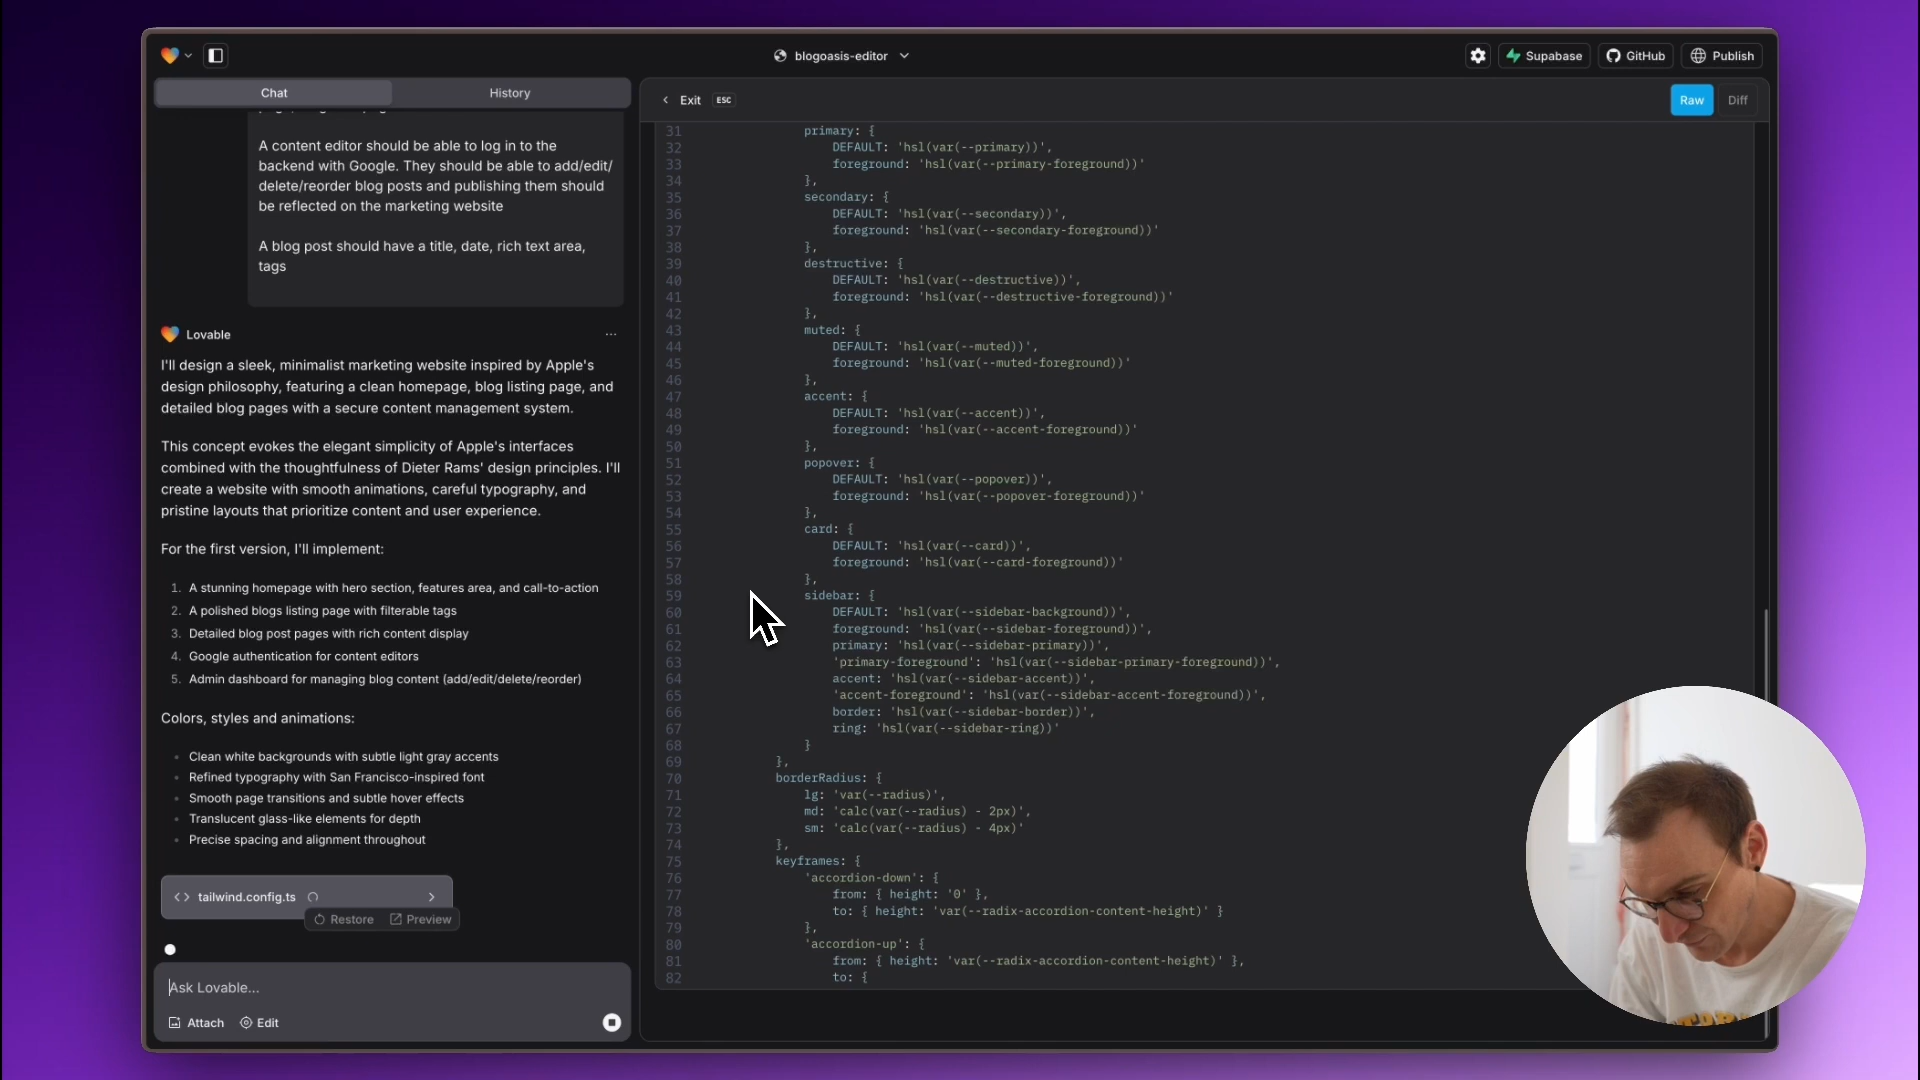 blogoasis-editor
Supabase
GitHub
Publish
Chat
History
A content editor should be able to log in to the
backend with Google. They should be able to add/edit/
delete/reorder blog posts and publishing them should
be reflected on the marketing website
A blog post should have a title, date, rich text area,
tags
Lovable
I'll design a sleek, minimalist marketing website inspired by Apple's
design philosophy, featuring a clean homepage, blog listing page, and
detailed blog pages with a secure content management system.
This concept evokes the elegant simplicity of Apple's interfaces
combined with the thoughtfulness of Dieter Rams' design principles. I'll
create a website with smooth animations, careful typography, and
pristine layouts that prioritize content and user experience.
For the first version, I'll implement:
1. A stunning homepage with hero section, features area, and call-to-action
2. A polished blogs listing page with filterable tags
3. Detailed blog post pages with rich content display
4. Google authentication for content editors
5. Admin dashboard for managing blog content (add/edit/delete/reorder)
Colors, styles and animations:
• Clean white backgrounds with subtle light gray accents
• Refined typography with San Francisco-inspired font
• Smooth page transitions and subtle hover effects
• Translucent glass-like elements for depth
• Precise spacing and alignment throughout
<> tailwind.config.ts
Restore
Preview
Ask Lovable...
Attach
Edit
Exit ESC
Raw
Diff
31 primary: {
32 DEFAULT: 'hsl(var(--primary))',
33 foreground: 'hsl(var(--primary-foreground))'
34 },
35 secondary: {
36 DEFAULT: 'hsl(var(--secondary))',
37 foreground: 'hsl(var(--secondary-foreground))'
38 },
39 destructive: {
40 DEFAULT: 'hsl(var(--destructive))',
41 foreground: 'hsl(var(--destructive-foreground))'
42 },
43 muted: {
44 DEFAULT: 'hsl(var(--muted))',
45 foreground: 'hsl(var(--muted-foreground))'
46 },
47 accent: {
48 DEFAULT: 'hsl(var(--accent))',
49 foreground: 'hsl(var(--accent-foreground))'
50 },
51 popover: {
52 DEFAULT: 'hsl(var(--popover))',
53 foreground: 'hsl(var(--popover-foreground))'
54 },
55 card: {
56 DEFAULT: 'hsl(var(--card))',
57 foreground: 'hsl(var(--card-foreground))'
58 },
59 sidebar: {
60 DEFAULT: 'hsl(var(--sidebar-background))',
61 foreground: 'hsl(var(--sidebar-foreground))',
62 primary: 'hsl(var(--sidebar-primary))',
63 'primary-foreground': 'hsl(var(--sidebar-primary-foreground))',
64 accent: 'hsl(var(--sidebar-accent))',
65 'accent-foreground': 'hsl(var(--sidebar-accent-foreground))',
66 border: 'hsl(var(--sidebar-border))',
67 ring: 'hsl(var(--sidebar-ring))'
68 }
69 },
70 borderRadius: {
71 lg: 'var(--radius)',
72 md: 'calc(var(--radius) - 2px)',
73 sm: 'calc(var(--radius) - 4px)'
74 },
75 keyframes: {
76 'accordion-down': {
77 from: { height: '0' },
78 to: { height: 'var(--radix-accordion-content-height)' }
79 },
80 'accordion-up': {
81 from: { height: 'var(--radix-accordion-content-height)' },
82 to: {